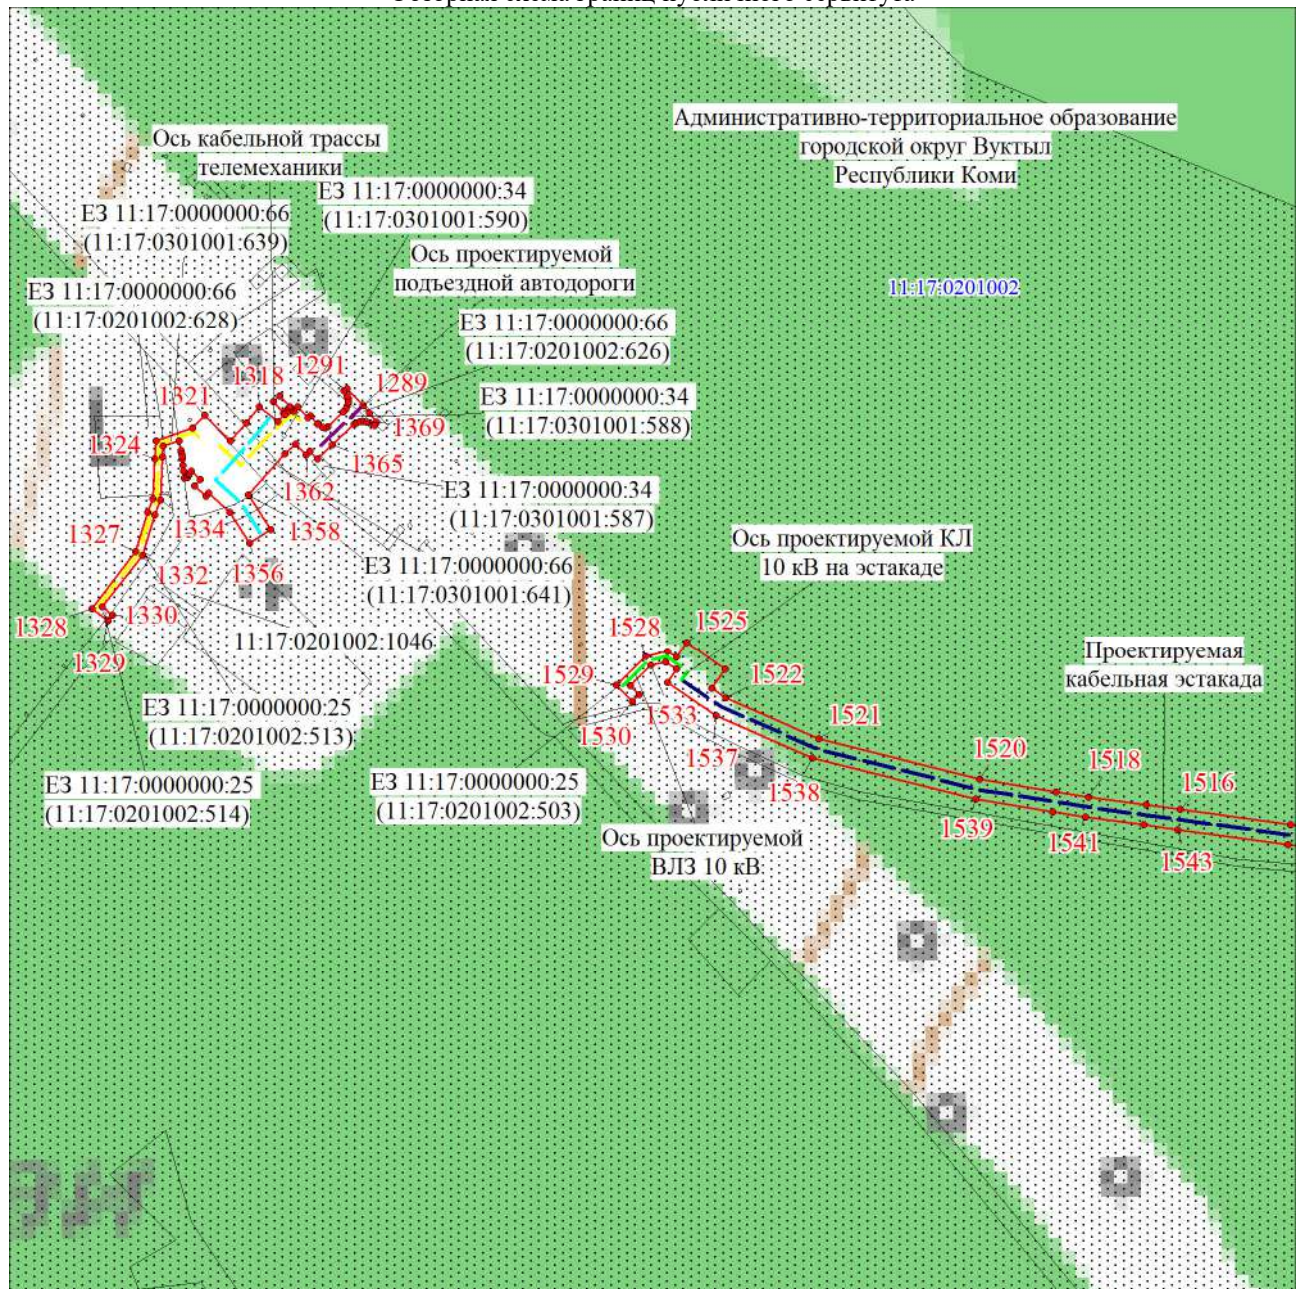 Административно-территориальное образование
городской округ Вуктыл
Республики Коми
Ось кабельной трассы
телемеханики
ЕЗ 11:17:0000000:34
(11:17:0301001:590)
ЕЗ 11:17:0000000:66
(11:17:0301001:639)
Ось проектируемой
подъездной автодороги
11:17:0201002
ЕЗ 11:17:0000000:66
(11:17:0201002:628)
ЕЗ 11:17:0000000:66
(11:17:0201002:626)
1291
1318
1289
1321
ЕЗ 11:17:0000000:34
(11:17:0301001:588)
1369
1324
1365
1362
ЕЗ 11:17:0000000:34
(11:17:0301001:587)
1334
1358
1327
1356
1332
Ось проектируемой КЛ
10 кВ на эстакаде
ЕЗ 11:17:0000000:66
(11:17:0301001:641)
1330
1328
1329
11:17:0201002:1046
1525
1528
1522
1529
Проектируемая
кабельная эстакада
ЕЗ 11:17:0000000:25
(11:17:0201002:513)
1533
1530
1537
1521
1520
1518
1516
ЕЗ 11:17:0000000:25
(11:17:0201002:514)
ЕЗ 11:17:0000000:25
(11:17:0201002:503)
1538
1539
1541
1543
Ось проектируемой
ВЛЗ 10 кВ